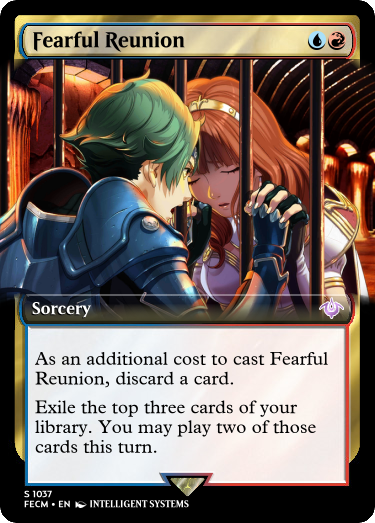 Fearful Reunion
Sorcery
As an additional cost to cast Fearful
Reunion, discard a card.
Exile the top three cards of your
library. You may play two of those
cards this turn.
S 1037
FECM • EN INTELLIGENT SYSTEMS